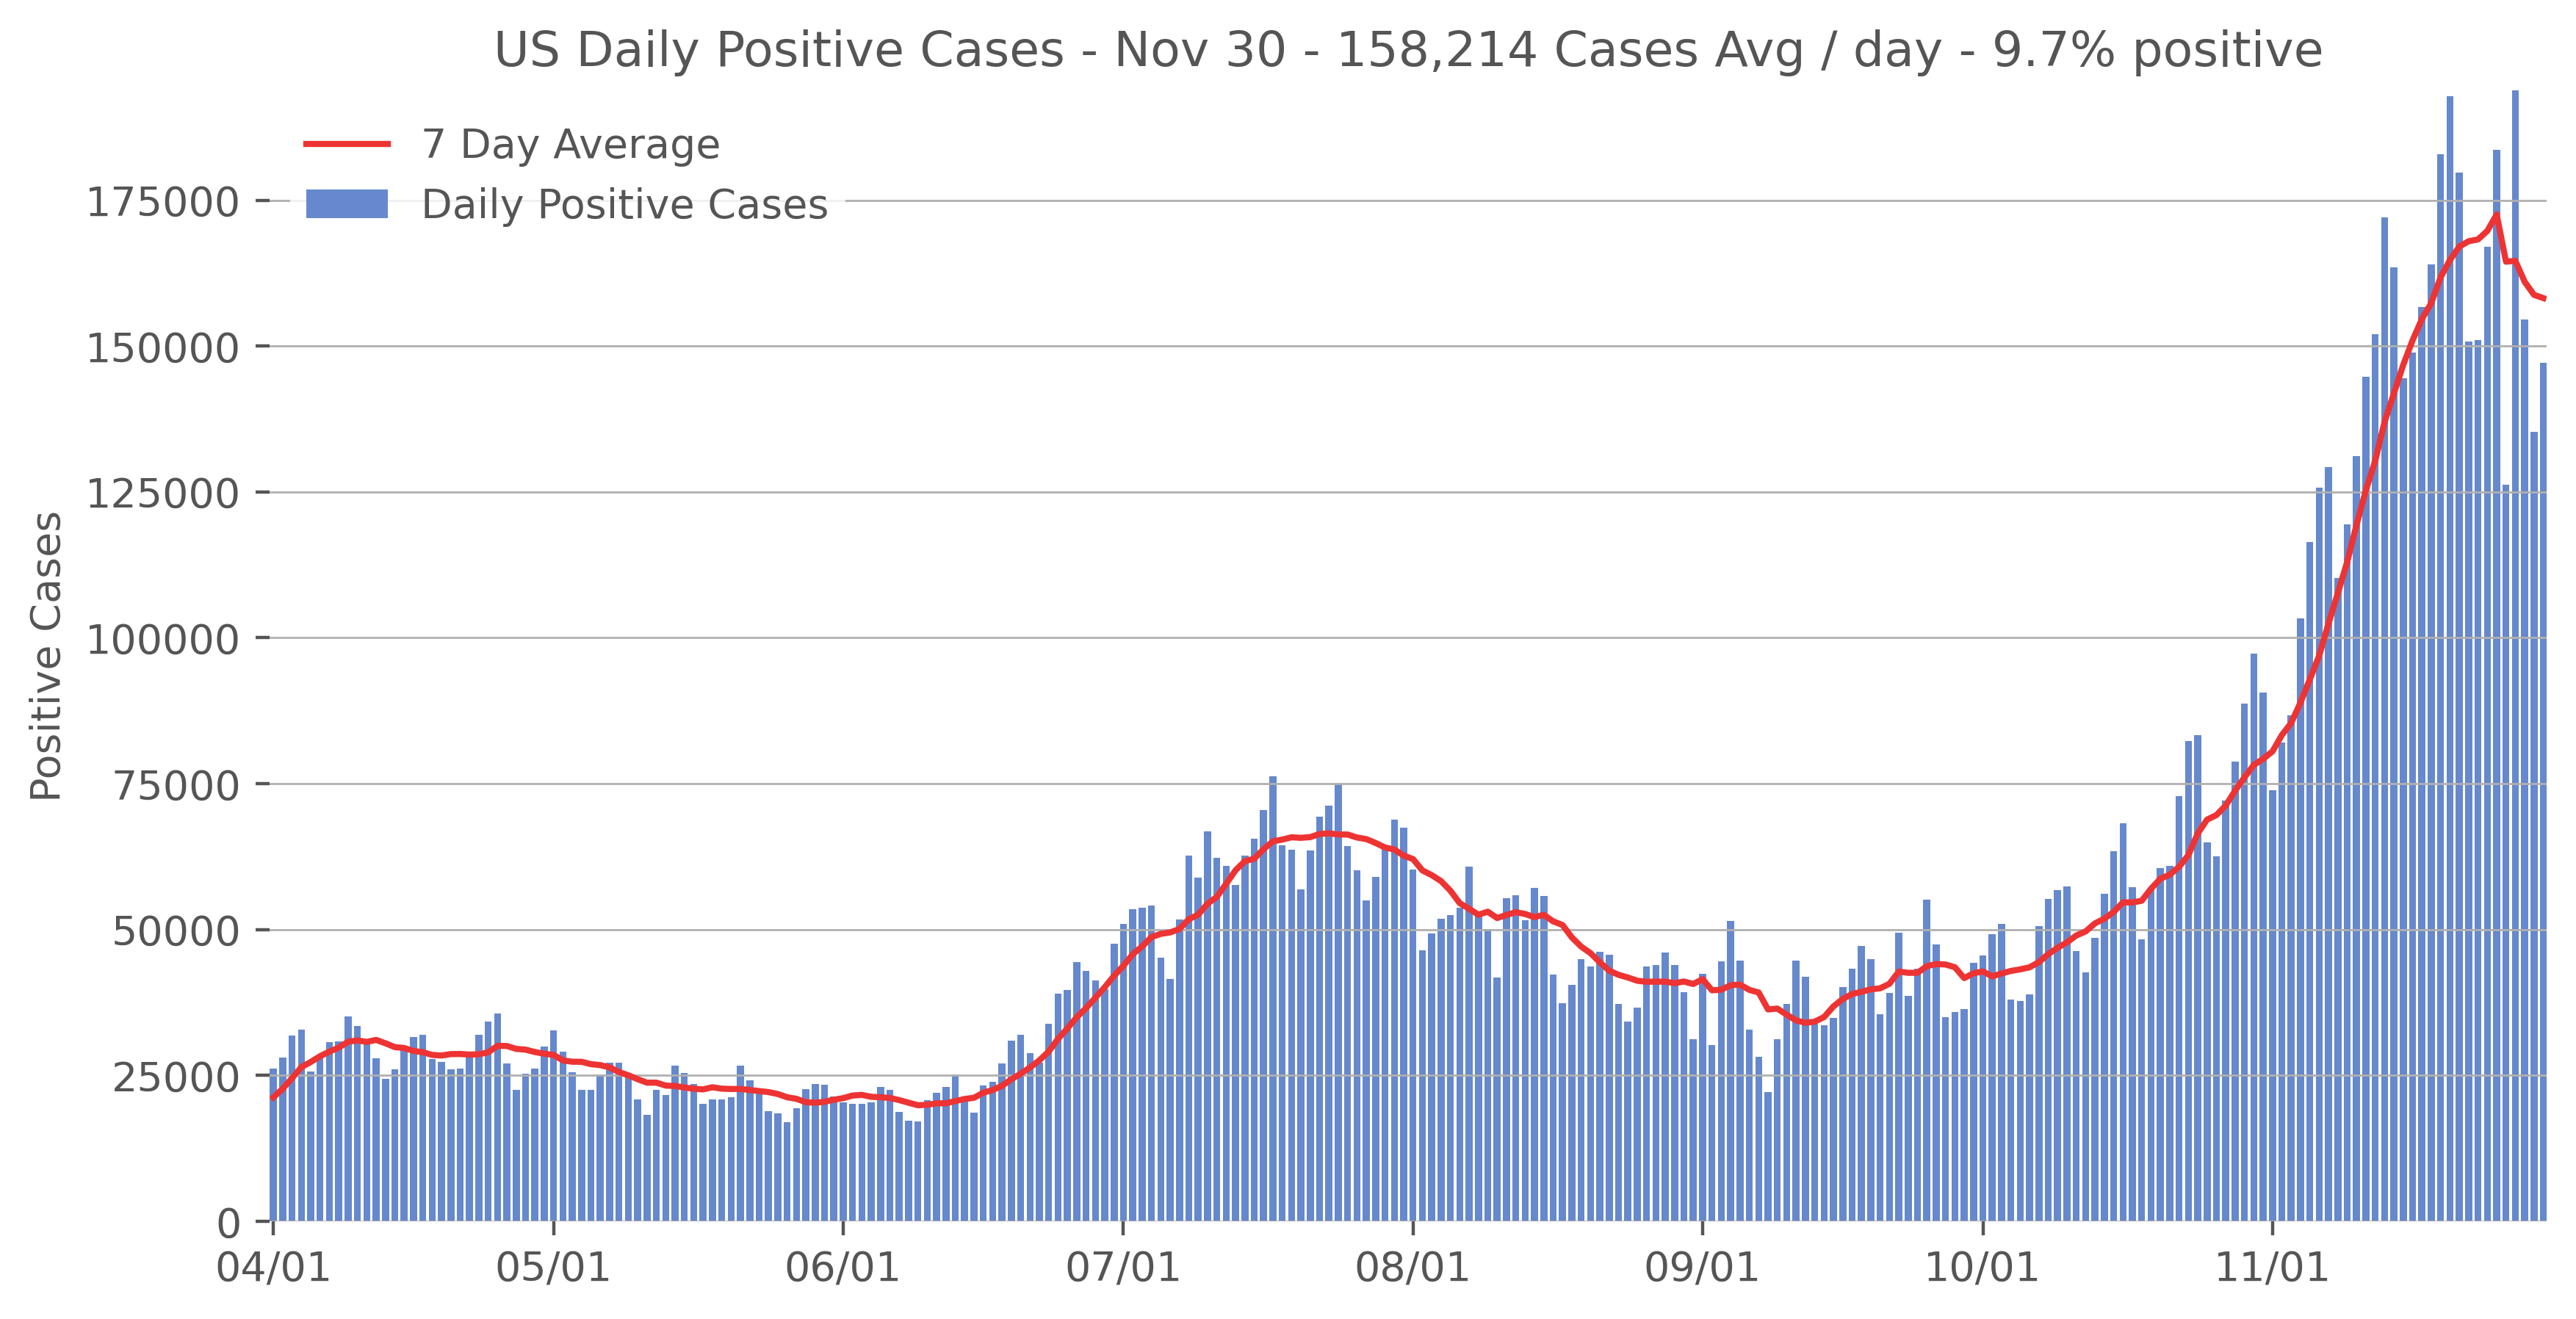 US Daily Positive Cases - Nov 30 - 158,214 Cases Avg / day - 9.7% positive
7 Day Average
Daily Positive Cases
Positive Cases
175000
150000
125000
100000
75000
50000
25000
0
04/01 05/01 06/01 07/01 08/01 09/01 10/01 11/01